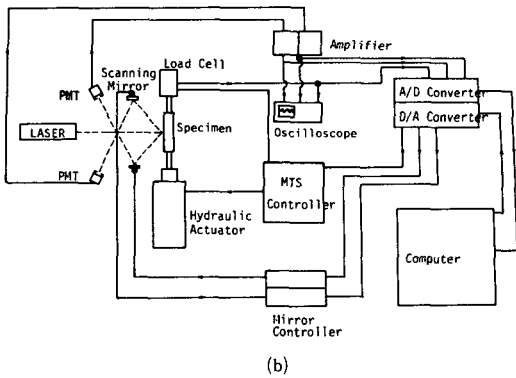 Amplifier
Load Cell
Scanning
Mirror
PMT
A/D Converter
D/A Converter
LASER
Specimen
Oscilloscope
PMT
MTS
Controller
Hydraulic
Actuator
Computer
Mirror
Controller
(b)